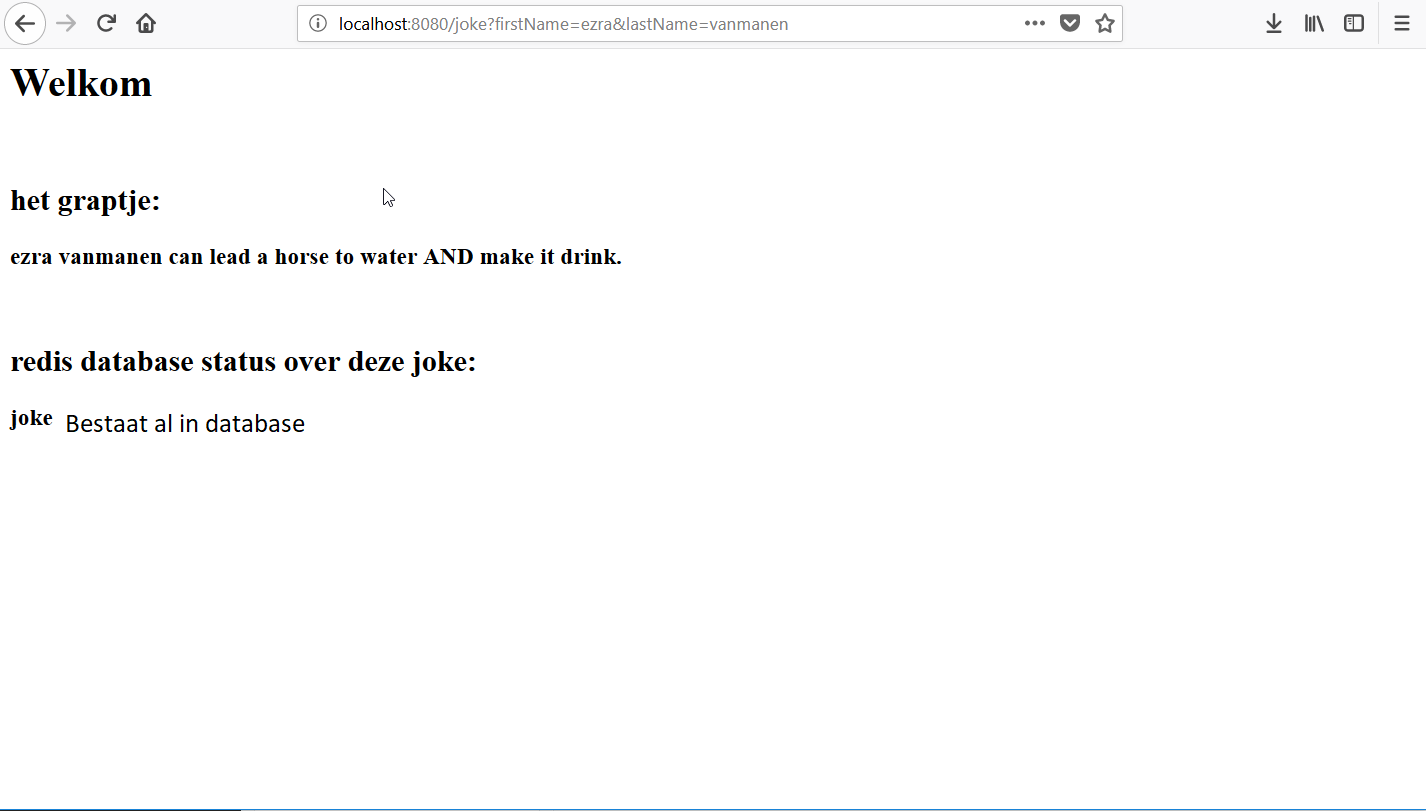 localhost:8080/joke?firstName=ezra&lastName=vanmanen
Welkom
het graptje:
ezra vanmanen can lead a horse to water AND make it drink.
redis database status over deze joke:
joke Bestaat al in database